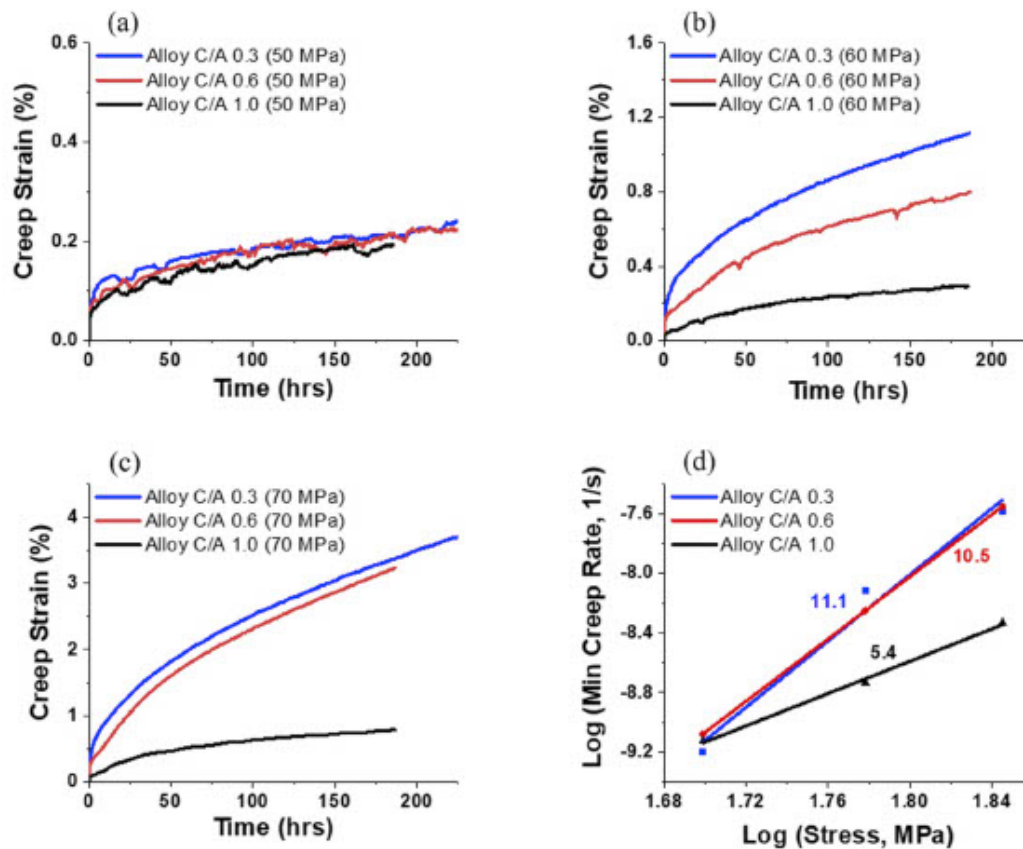 (a)
Alloy C/A 0.3 (50 MPa)
Alloy C/A 0.6 (50 MPa)
Alloy C/A 1.0 (50 MPa)
Creep Strain (%)
0.6
0.4
0.2
0.0
0 50 100 150 200
Time (hrs)
(b)
Alloy C/A 0.3 (60 MPa)
Alloy C/A 0.6 (60 MPa)
Alloy C/A 1.0 (60 MPa)
Creep Strain (%)
1.6
1.2
0.8
0.4
0.0
0 50 100 150 200
Time (hrs)
(c)
Alloy C/A 0.3 (70 MPa)
Alloy C/A 0.6 (70 MPa)
Alloy C/A 1.0 (70 MPa)
Creep Strain (%)
4
3
2
1
0
0 50 100 150 200
Time (hrs)
(d)
Alloy C/A 0.3
Alloy C/A 0.6
Alloy C/A 1.0
Log (Min Creep Rate, 1/s)
-7.6
-8.0
-8.4
-8.8
-9.2
10.5
11.1
5.4
1.68 1.72 1.76 1.80 1.84
Log (Stress, MPa)